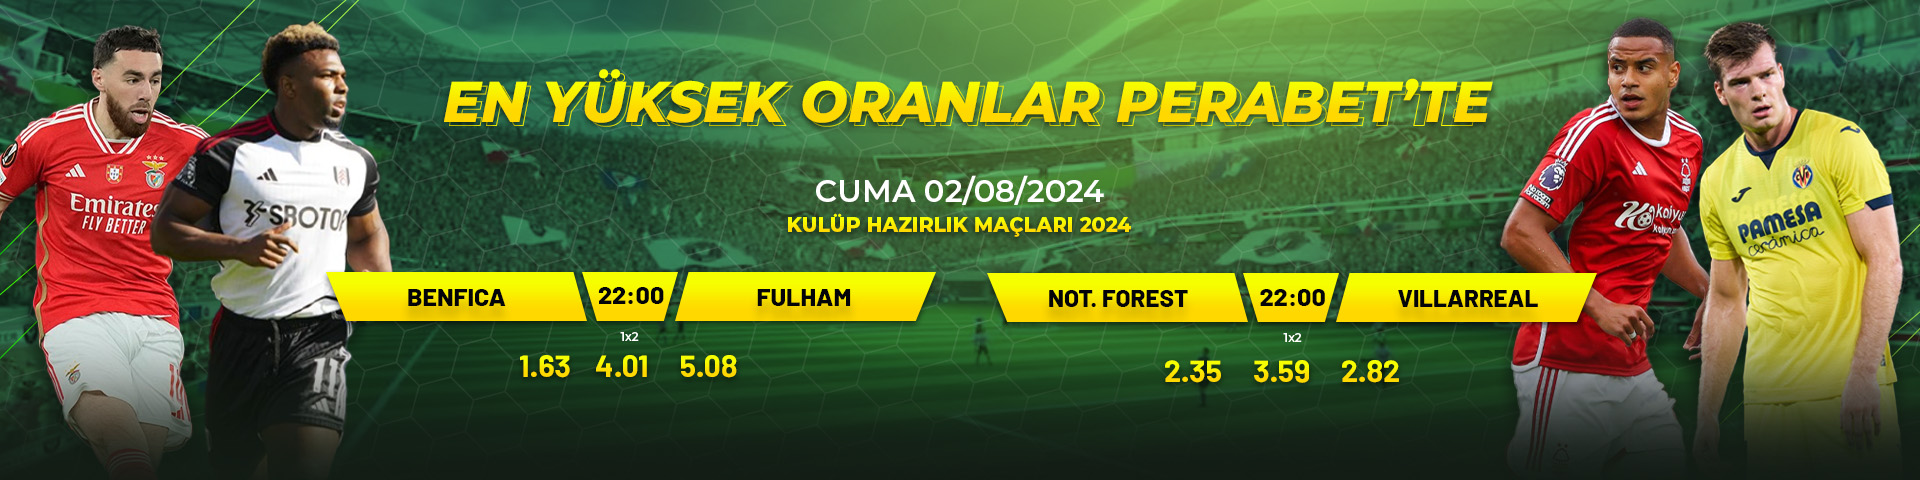 EN YÜKSEK ORANLAR PERABET'TE
CUMA 02/08/2024
KULÜP HAZIRLIK MAÇLARI 2024
BENFICA 22:00 FULHAM
1x2
1.63 4.01 5.08
NOT. FOREST 22:00 VILLARREAL
1x2
2.35 3.59 2.82
Emirates
FLY BETTER
SBOTOP
PAMESA
cerámica